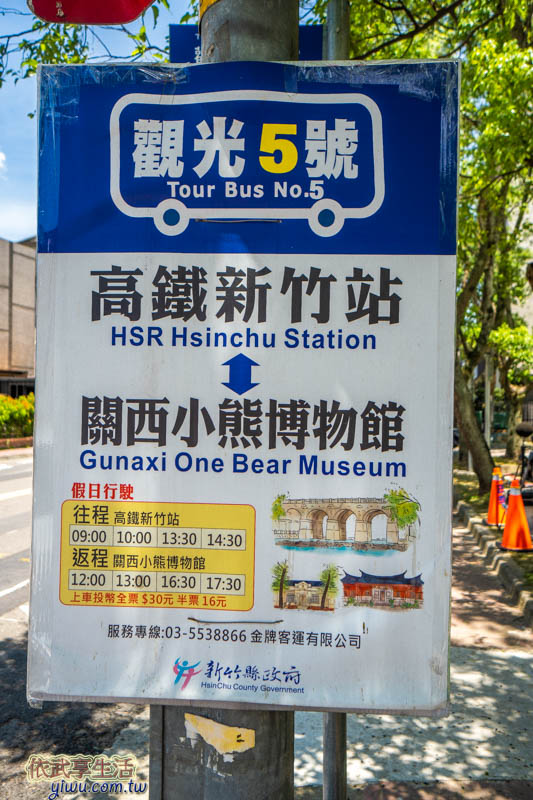 觀光5號
Tour Bus No.5
高鐵新竹站
HSR Hsinchu Station
關西小熊博物館
Gunaxi One Bear Museum
假日行駛
往程 高鐵新竹站
09:00 10:00 13:30 14:30
返程 關西小熊博物館
12:00 13:00 16:30 17:30
上車投幣全票 $30元 半票 16元
服務專線:03-5538866 金牌客運有限公司
新竹縣政府
HsinChu County Government
依武享生活
yiwu.com.tw